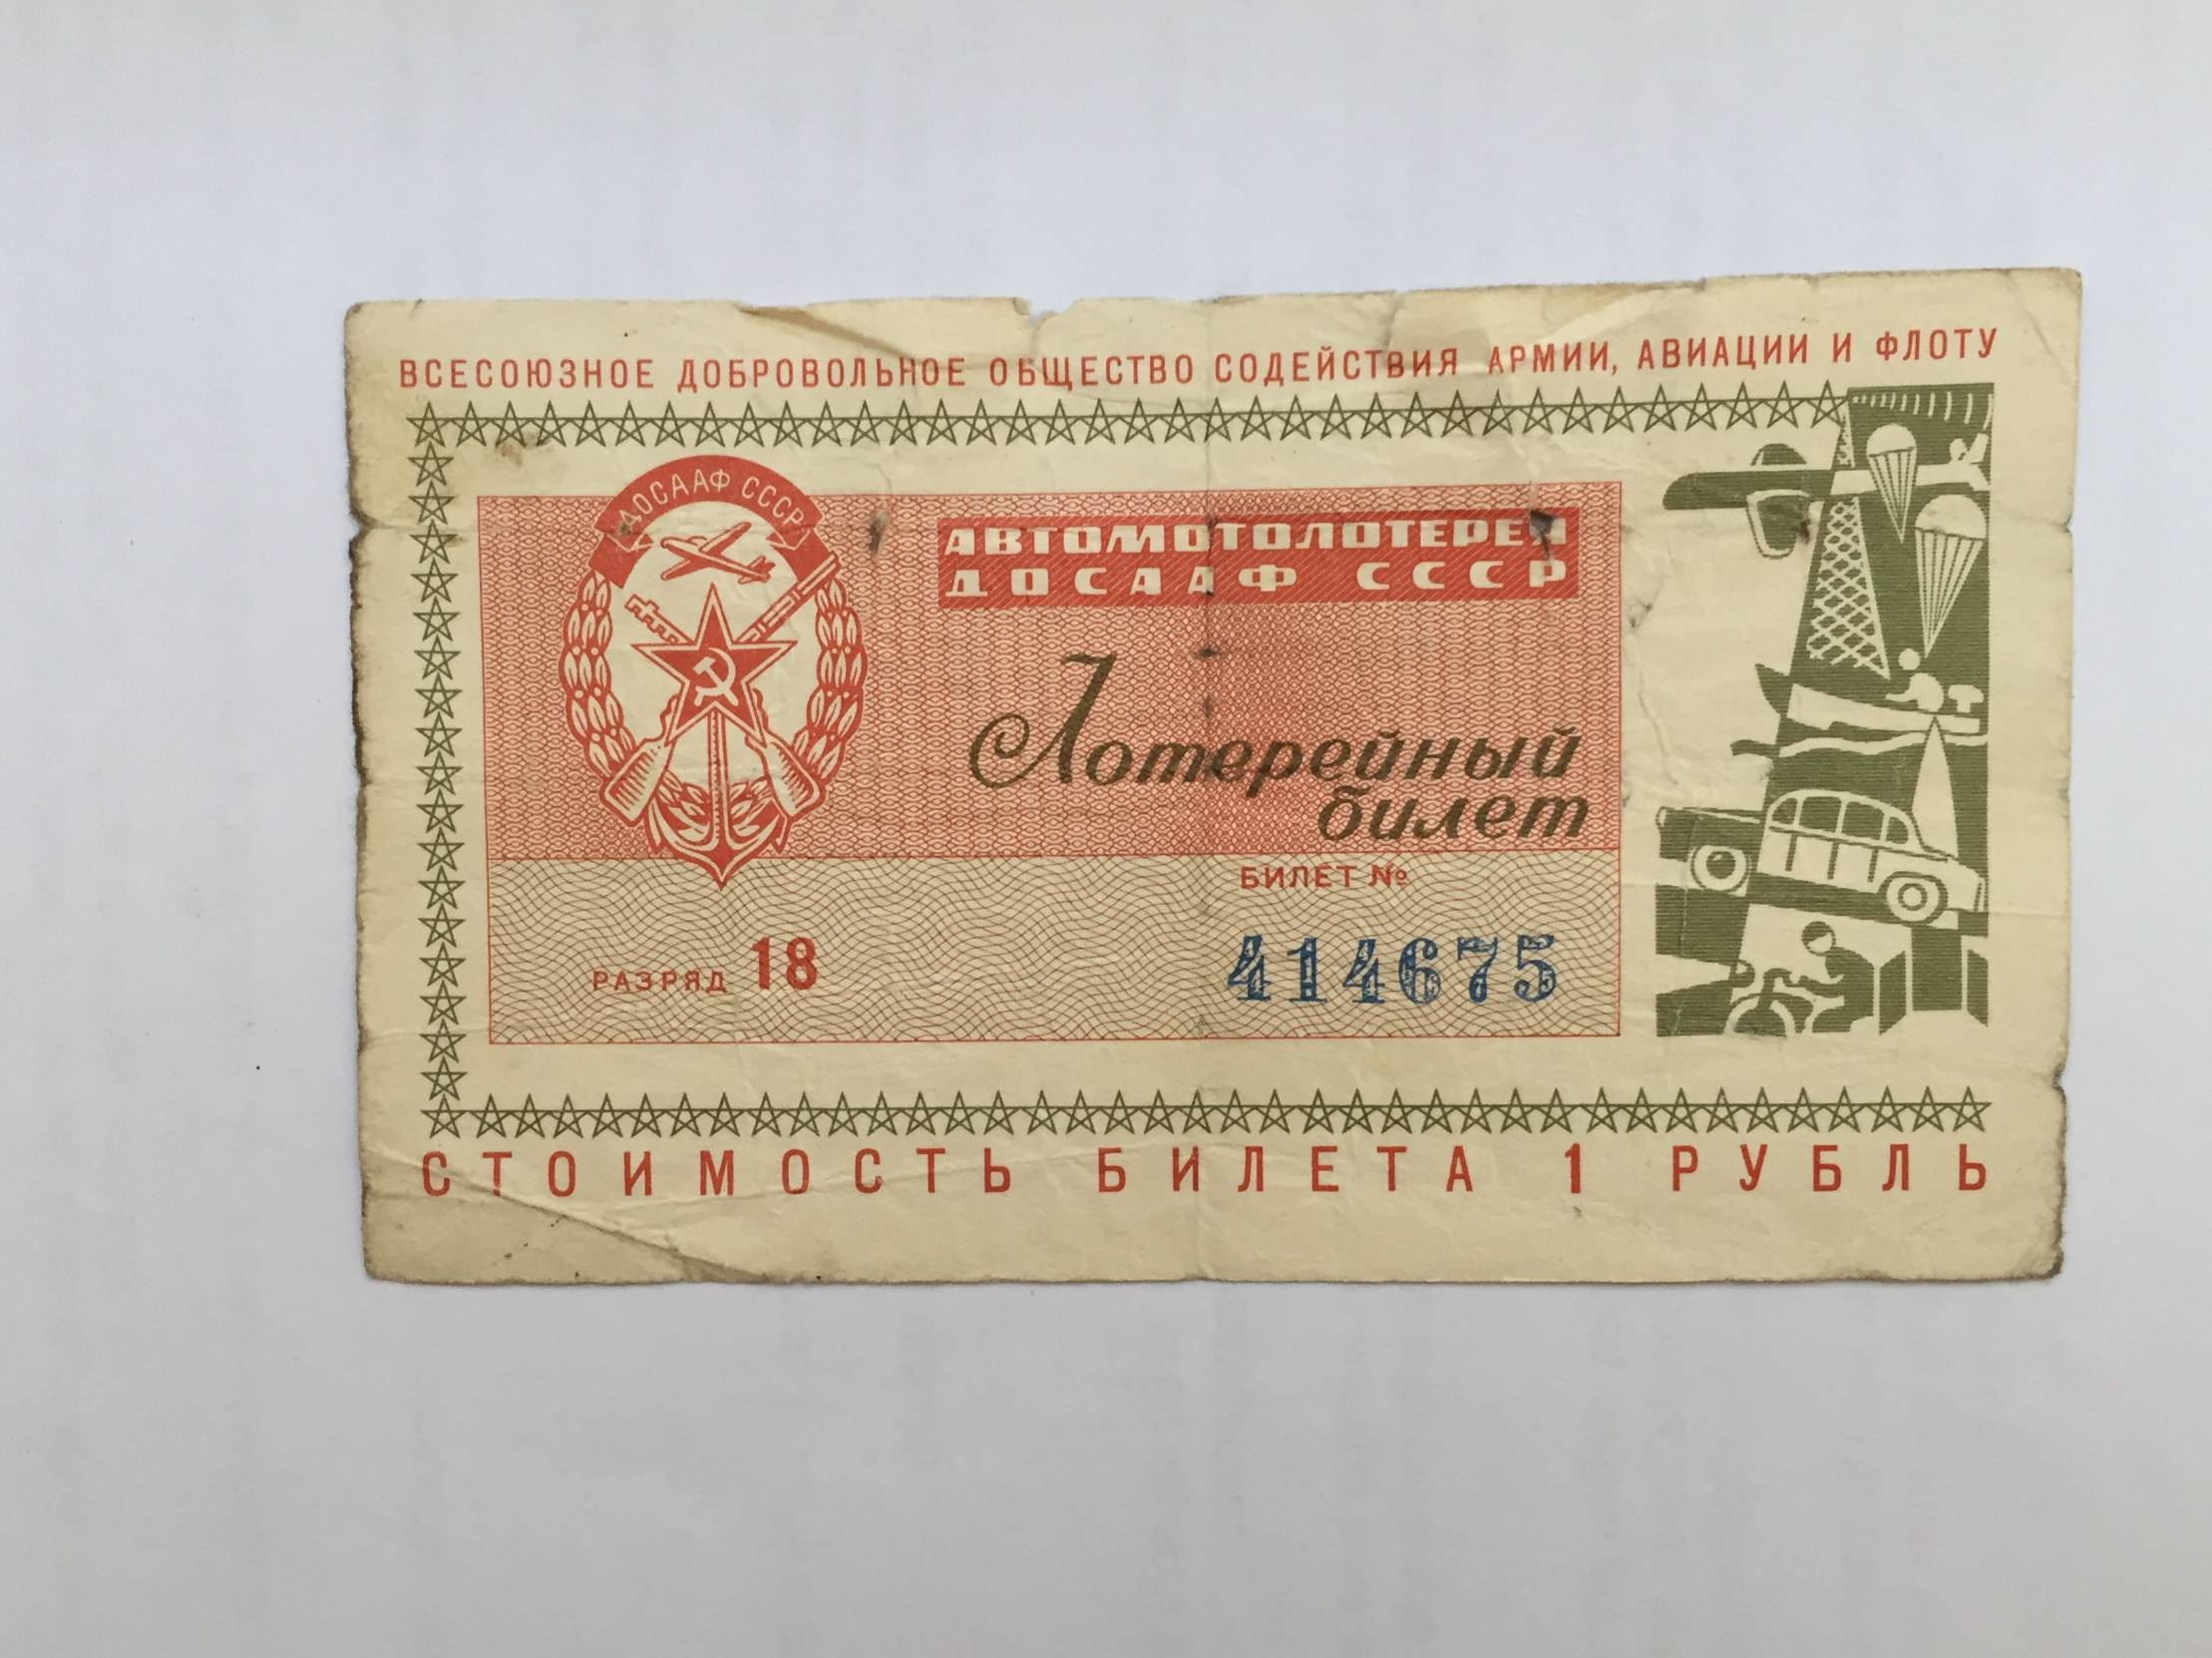 ВСЕСОЮЗНОЕ ДОБРОВОЛЬНОЕ ОБЩЕСТВО СОДЕЙСТВИЯ АРМИИ, АВИАЦИИ И ФЛОТУ
ДОСААФ СССР
АВТОМОТОЛОТЕРЕЯ
ДОСААФ СССР
Лотерейный
билет
БИЛЕТ №
РАЗРЯД 18
414675
СТОИМОСТЬ БИЛЕТА 1 РУБЛЬ